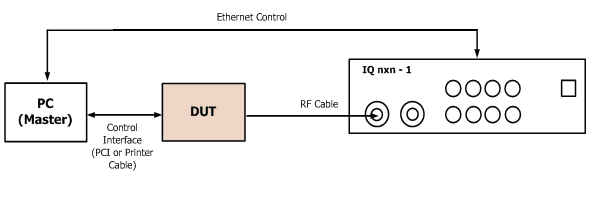 Ethernet Control
IQ nxn - 1
PC
(Master)
DUT
RF Cable
Control
Interface
(PCI or Printer
Cable)